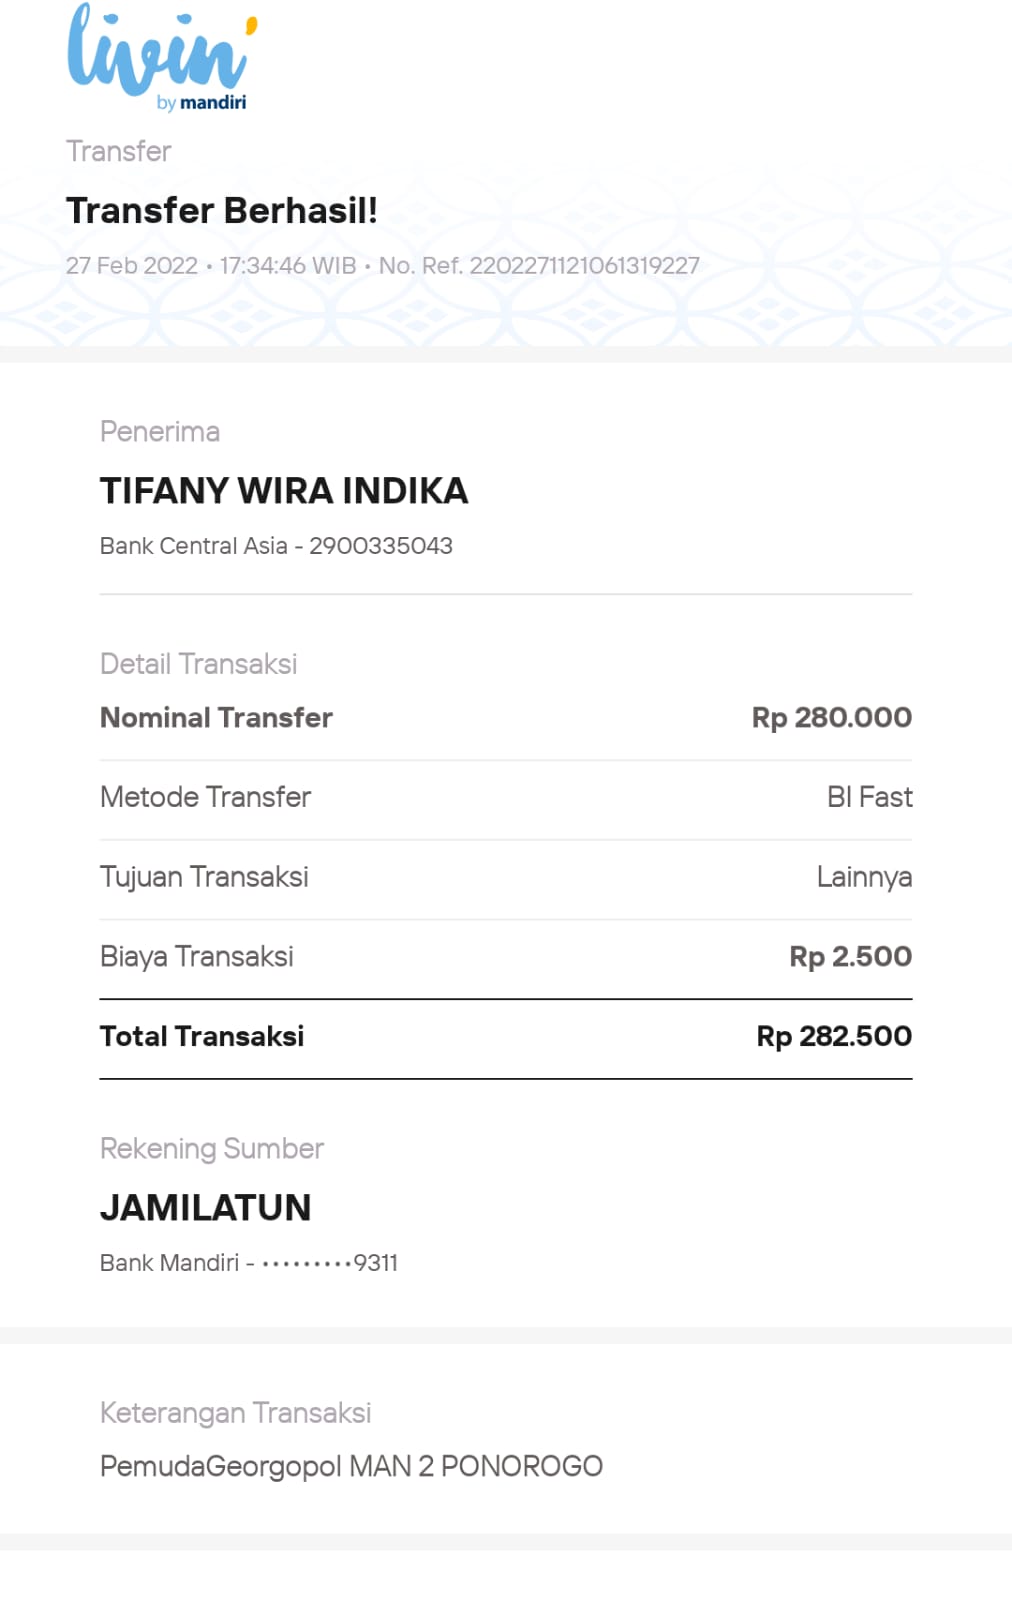 livin'
by mandiri
Transfer
Transfer Berhasil!
27 Feb 2022 • 17:34:46 WIB • No. Ref. 2202271121061319227
Penerima
TIFANY WIRA INDIKA
Bank Central Asia - 2900335043
Detail Transaksi
Nominal Transfer Rp 280.000
Metode Transfer BI Fast
Tujuan Transaksi Lainnya
Biaya Transaksi Rp 2.500
Total Transaksi Rp 282.500
Rekening Sumber
JAMILATUN
Bank Mandiri - •••••••••9311
Keterangan Transaksi
PemudaGeorgopol MAN 2 PONOROGO